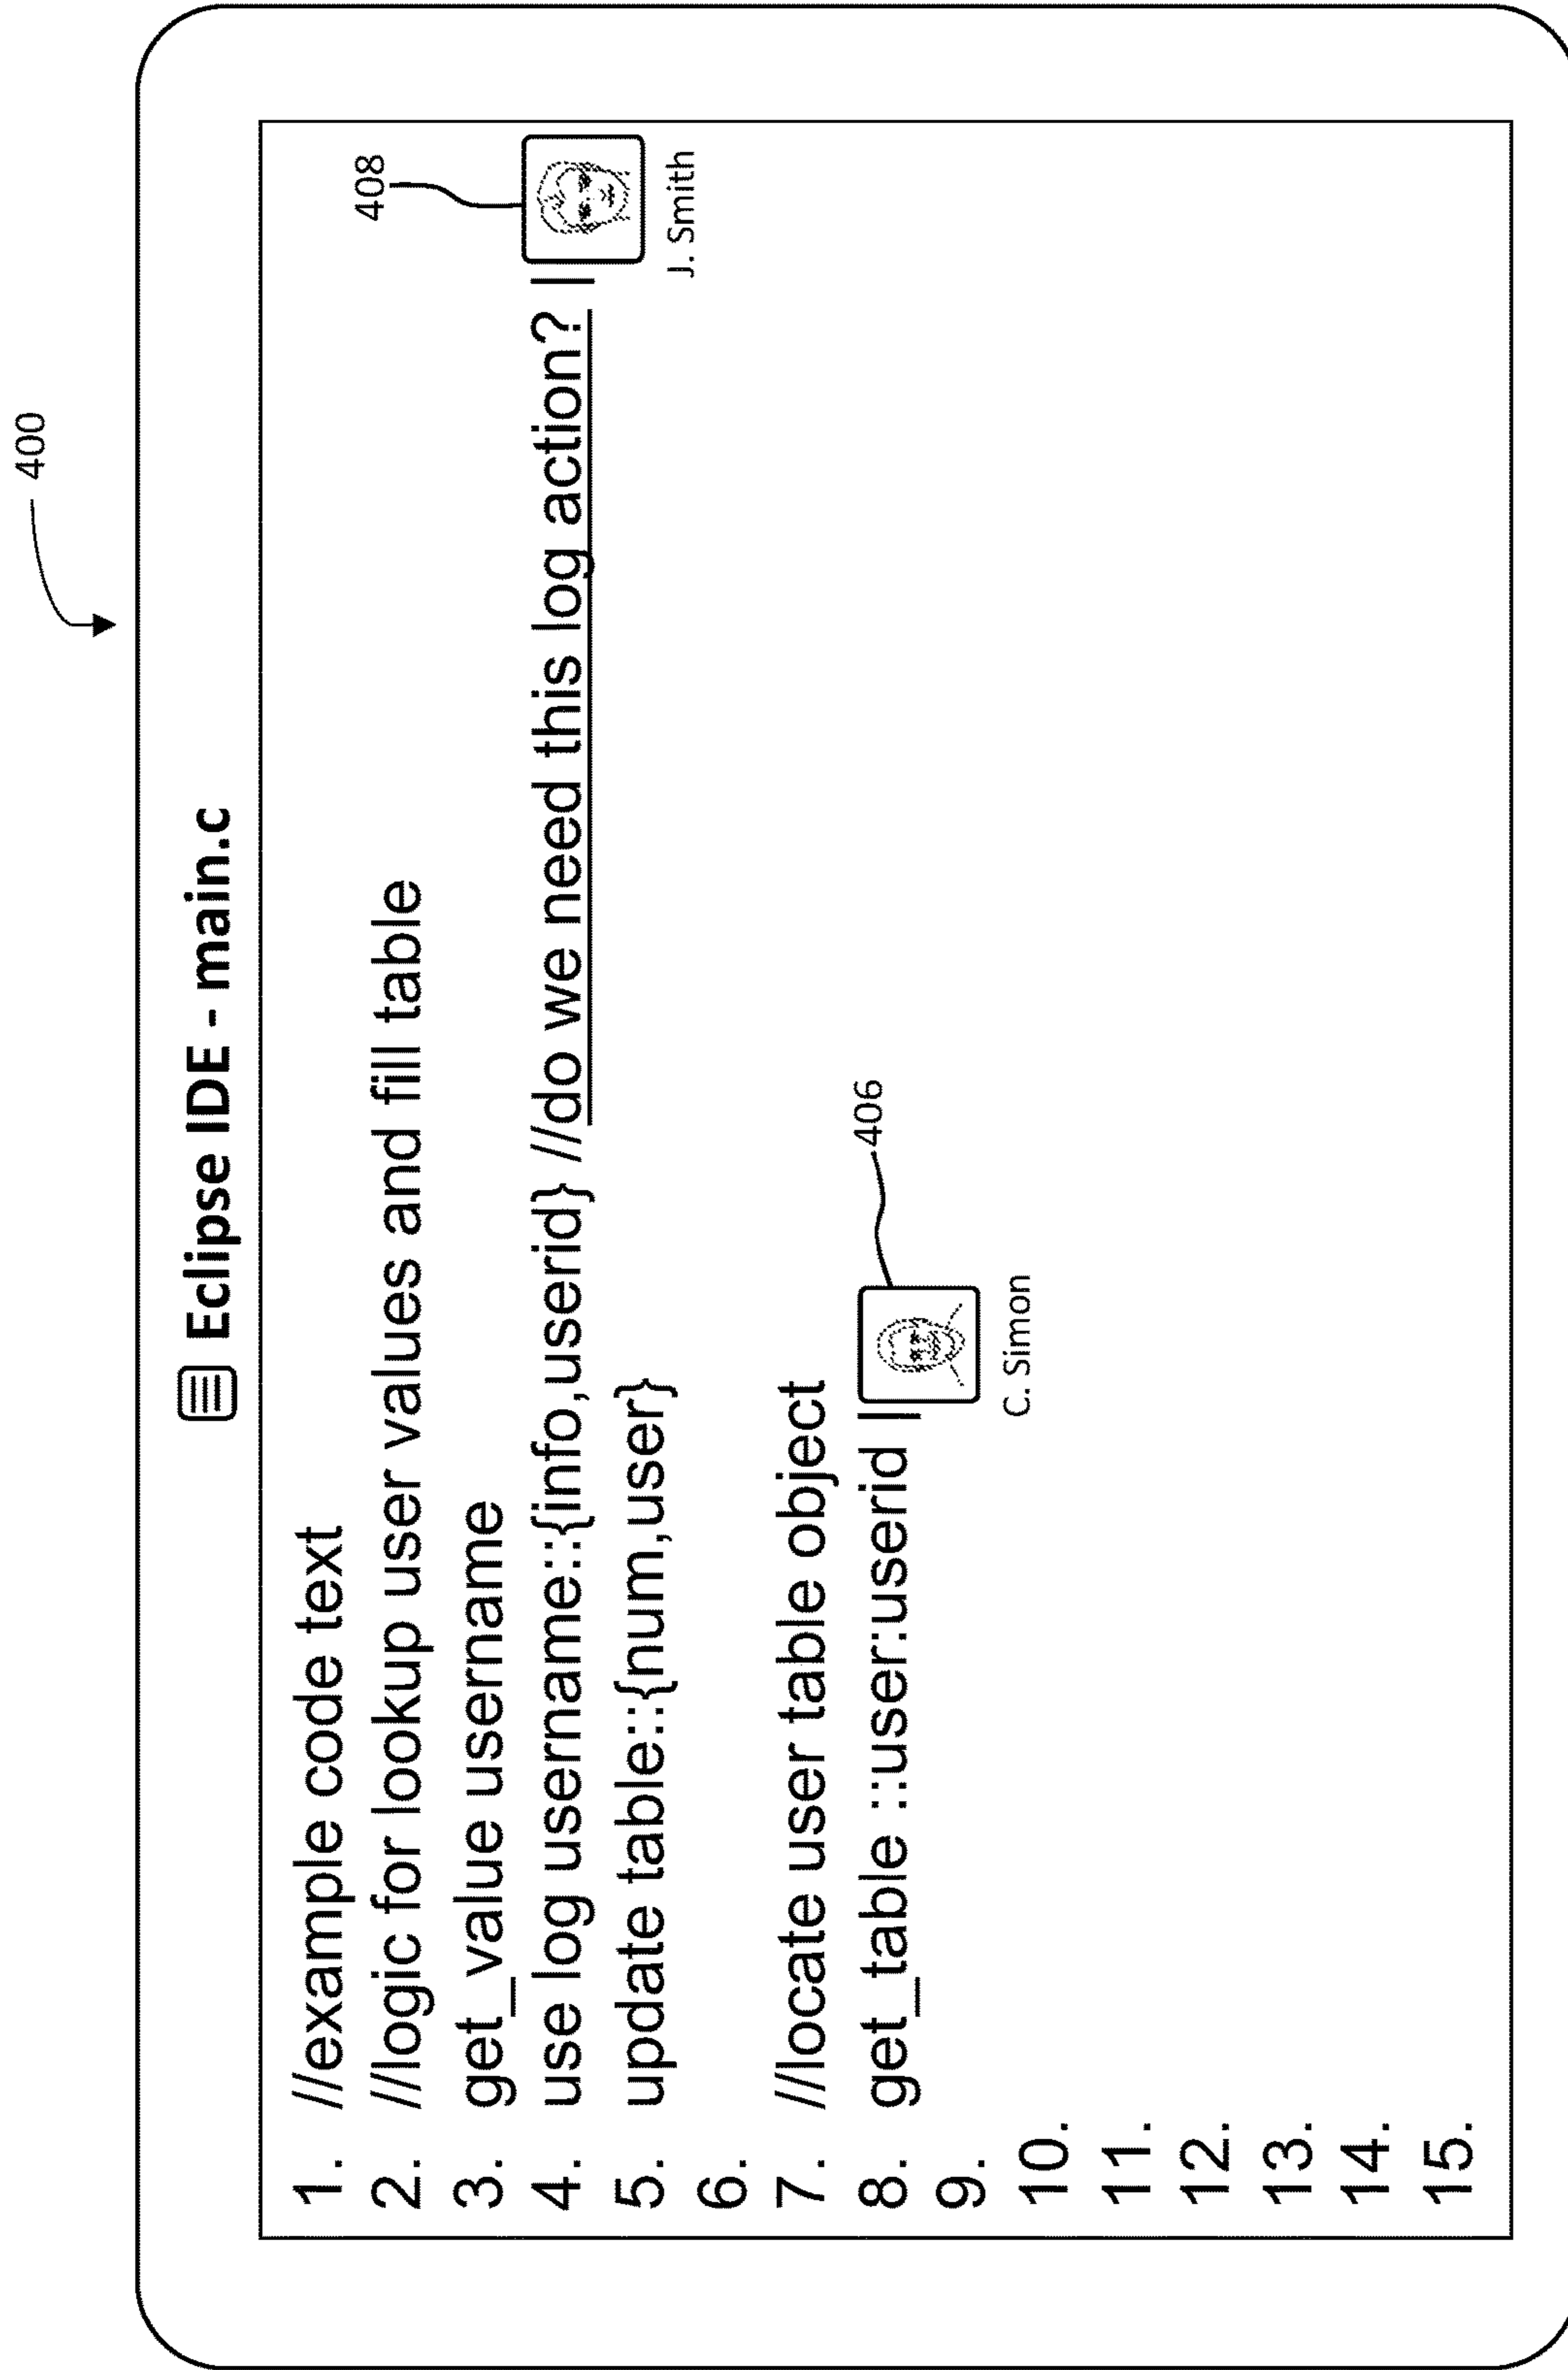 400
Eclipse IDE - main.c
1. //example code text
2. //logic for lookup user values and fill table
3. get_value username
4. use log username::{info,userid} //do we need this log action? |
408
J. Smith
5. update table::{num,user}
6.
7. //locate user table object
8. get_table ::user:userid |
406
C. Simon
9.
10.
11.
12.
13.
14.
15.